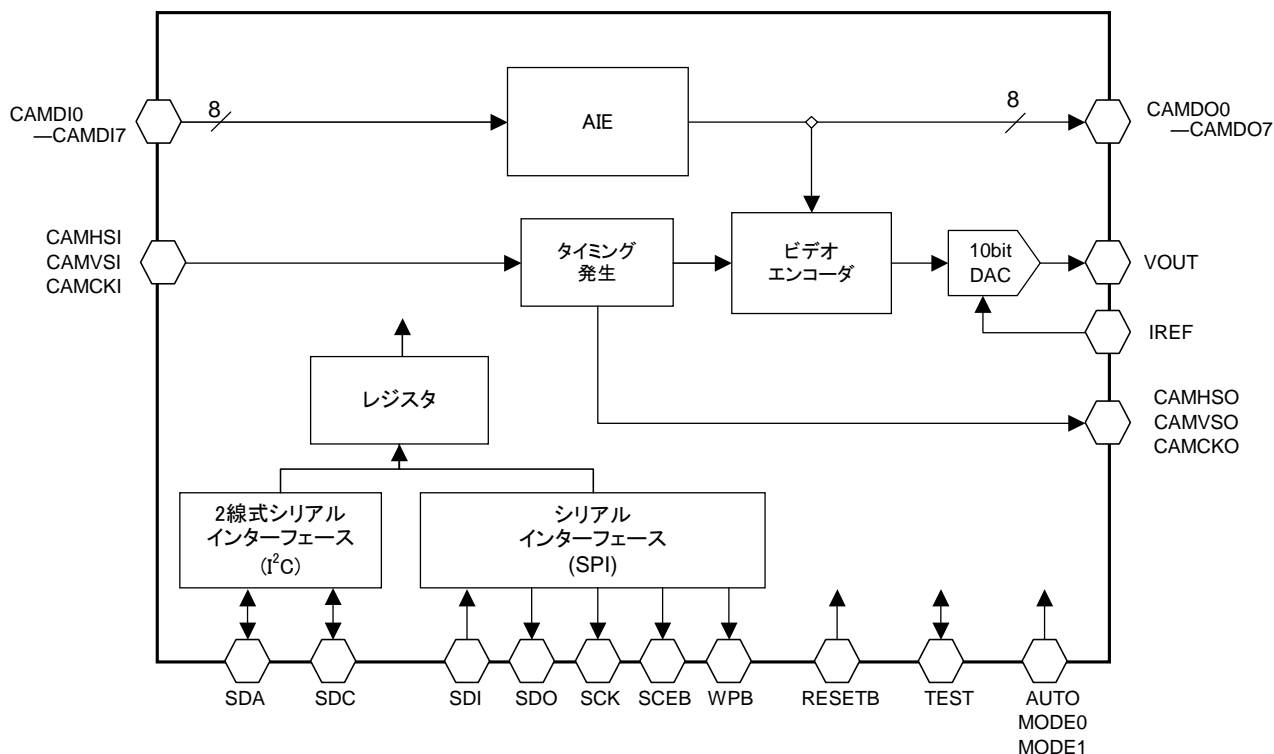 CAMDI0
—CAMDI7
8
AIE
8
CAMDO0
—CAMDO7
CAMHSI
CAMVSI
CAMCKI
タイミング
発生
ビデオ
エンコーダ
10bit
DAC
VOUT
IREF
レジスタ
CAMHSO
CAMVSO
CAMCKO
2線式シリアル
インターフェース
(I²C)
シリアル
インターフェース
(SPI)
SDA
SDC
SDI
SDO
SCK
SCEB
WPB
RESETB
TEST
AUTO
MODE0
MODE1